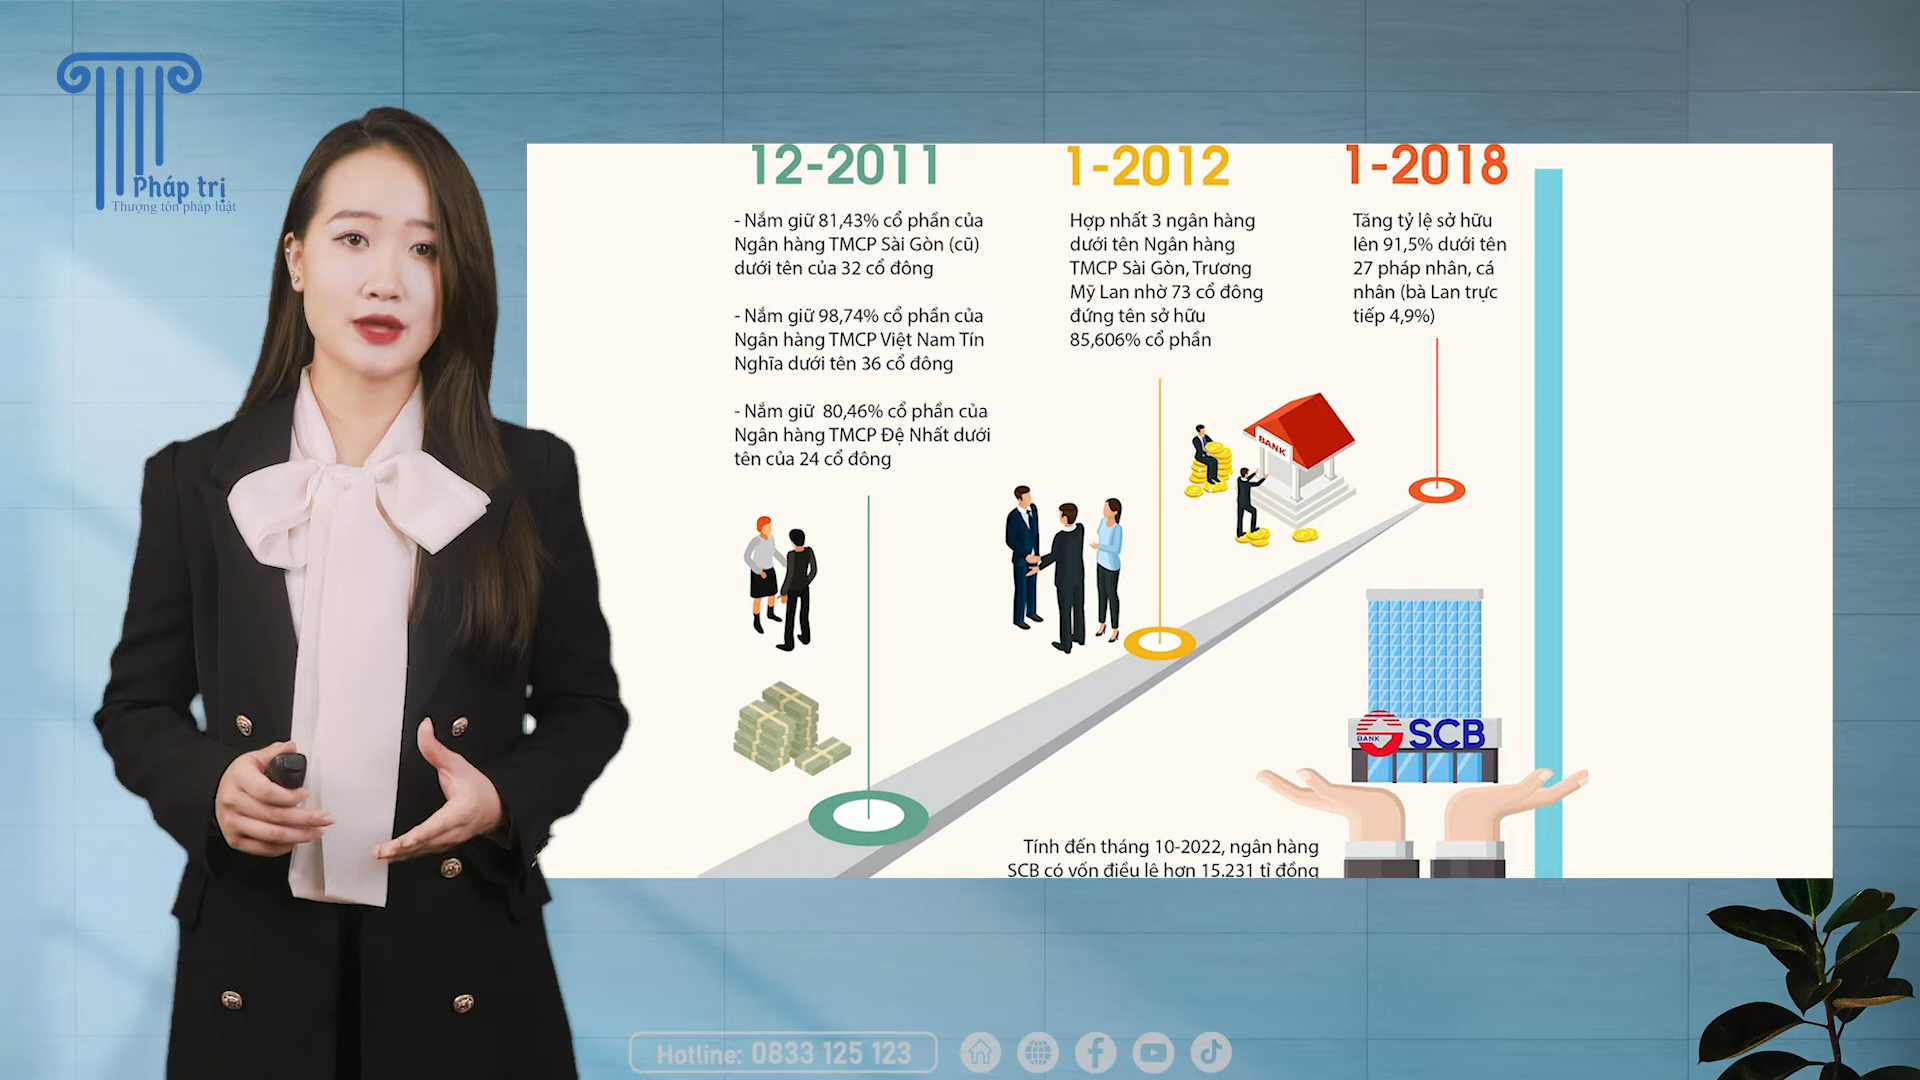 Pháp trị
Thượng tôn pháp luật
12-2011
- Nắm giữ 81,43% cổ phần của
Ngân hàng TMCP Sài Gòn (cũ)
dưới tên của 32 cổ đông
- Nắm giữ 98,74% cổ phần của
Ngân hàng TMCP Việt Nam Tín
Nghĩa dưới tên 36 cổ đông
- Nắm giữ 80,46% cổ phần của
Ngân hàng TMCP Đệ Nhất dưới
tên của 24 cổ đông
1-2012
Hợp nhất 3 ngân hàng
dưới tên Ngân hàng
TMCP Sài Gòn, Trương
Mỹ Lan nhờ 73 cổ đông
đứng tên sở hữu
85,606% cổ phần
1-2018
Tăng tỷ lệ sở hữu
lên 91,5% dưới tên
27 pháp nhân, cá
nhân (bà Lan trực
tiếp 4,9%)
BANK
BANK
SCB
Tính đến tháng 10-2022, ngân hàng
SCB có vốn điều lệ hơn 15.231 tỉ đồng
Hotline: 0833 125 123